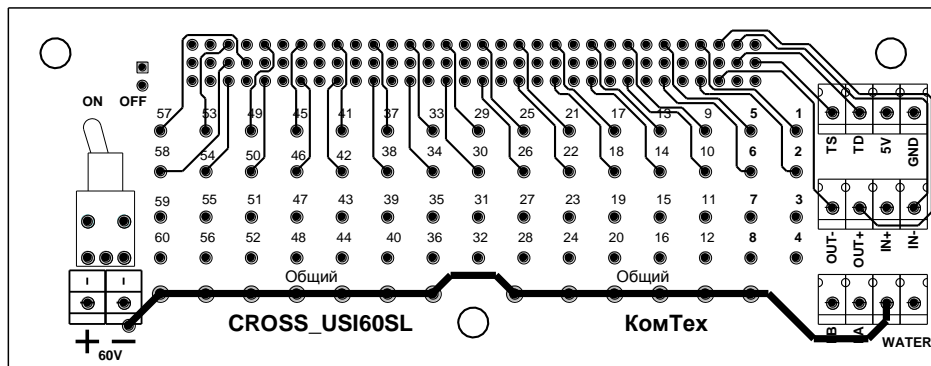 ON OFF
57 53 49 45 41 37 33 29 25 21 17 13 9 5 1
58 54 50 46 42 38 34 30 26 22 18 14 10 6 2
59 55 51 47 43 39 35 31 27 23 19 15 11 7 3
60 56 52 48 44 40 36 32 28 24 20 16 12 8 4
TS TD 5V GND
OUT- OUT+ IN+ IN-
Общий Общий
CROSS_USI60SL КомТех
+ −
60V
B A
WATER